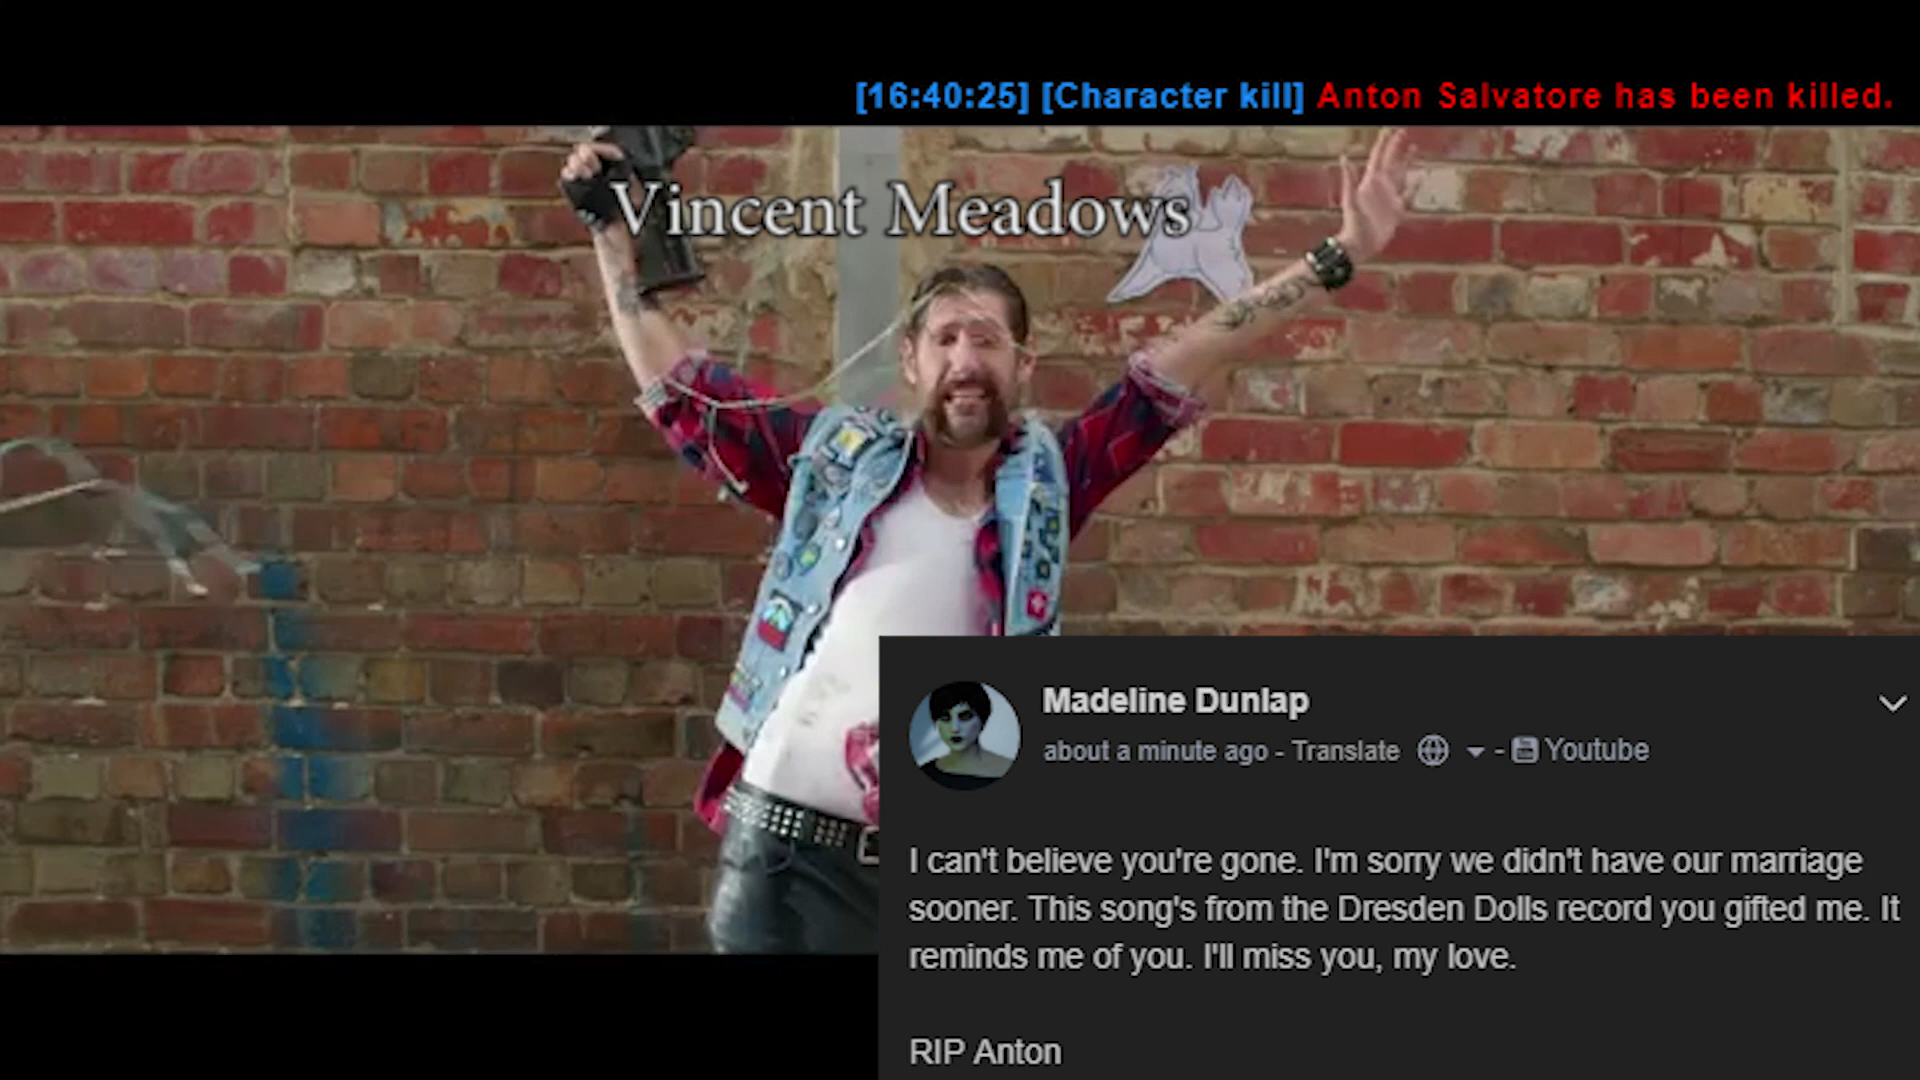 [16:40:25] [Character kill] Anton Salvatore has been killed.
Vincent Meadows
Madeline Dunlap
about a minute ago - Translate - Youtube
I can't believe you're gone. I'm sorry we didn't have our marriage
sooner. This song's from the Dresden Dolls record you gifted me. It
reminds me of you. I'll miss you, my love.
RIP Anton